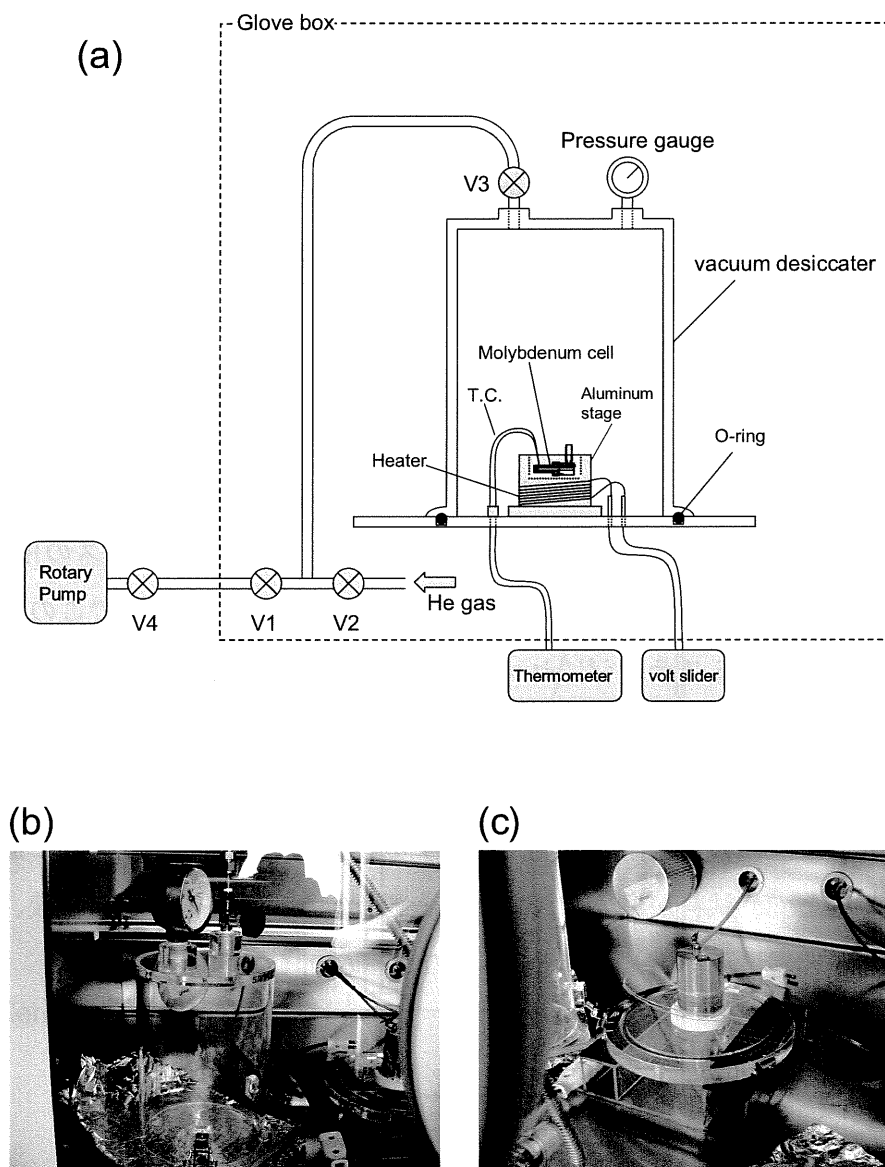 Glove box
(a)
Pressure gauge
V3
vacuum desiccater
Molybdenum cell
T.C.
Aluminum
stage
O-ring
Heater
Rotary
Pump
He gas
V4
V1
V2
Thermometer
volt slider
(b)
(c)